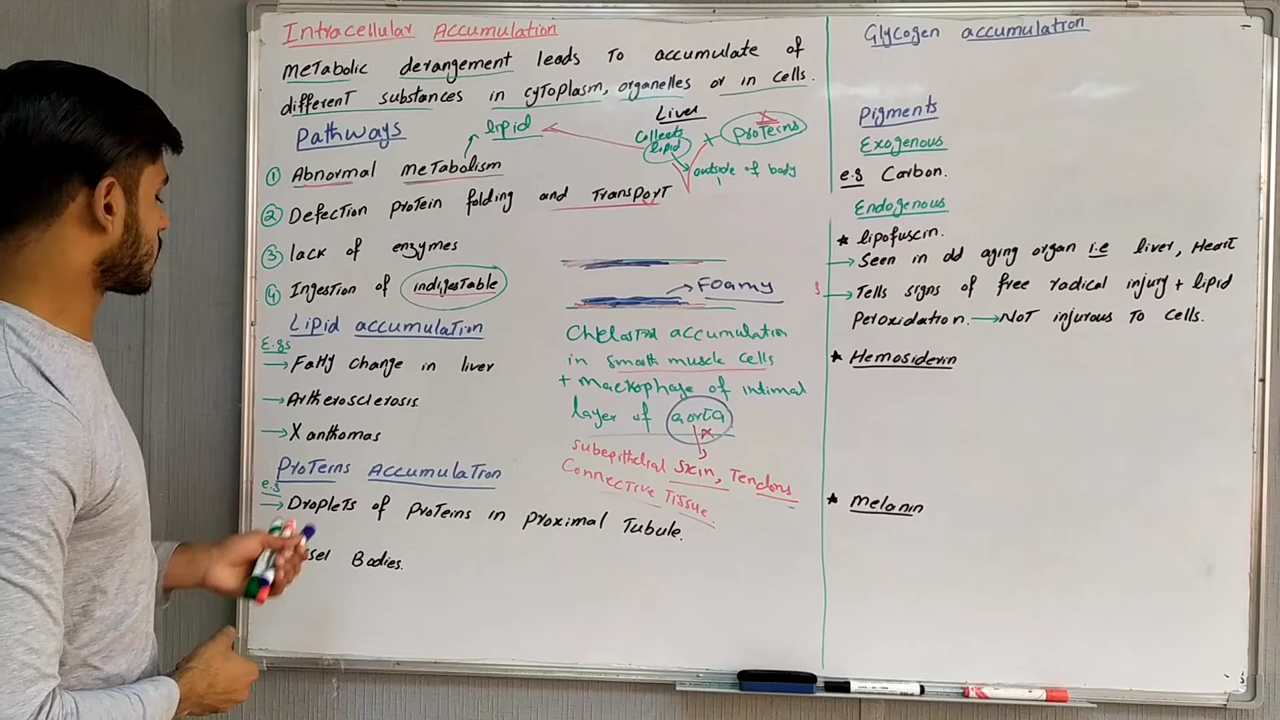 Intracellular Accumulation
Metabolic derangement leads to accumulate of
different substances in cytoplasm, organelles or in cells.
Pathways
lipid
Liver
Collects
lipid
+
proteins
x
outside of body
① Abnormal metabolism
② Defection protein folding and transport
③ lack of enzymes
④ Ingestion of indigestable
Foamy
Lipid accumulation
E.gs
→ Fatty change in liver
→ Artherosclerosis
→ Xanthomas
accumulation
in smooth muscle cells
+ mackophage of intimal
layer of aorta
x
subepithelial skin, Tendons
Connective Tissue.
Proteins Accumulation
e.g
→ Droplets of proteins in proximal Tubule.
Bodies.
Glycogen accumulation
Pigments
Exogenous
e.g Carbon.
Endogenous
★ lipofuscin.
→ Seen in old aging organ i.e liver, Heart
→ Tells signs of free radical injury + lipid
Peroxidation. → Not injurous to cells.
★ Hemosiderin
★ melanin